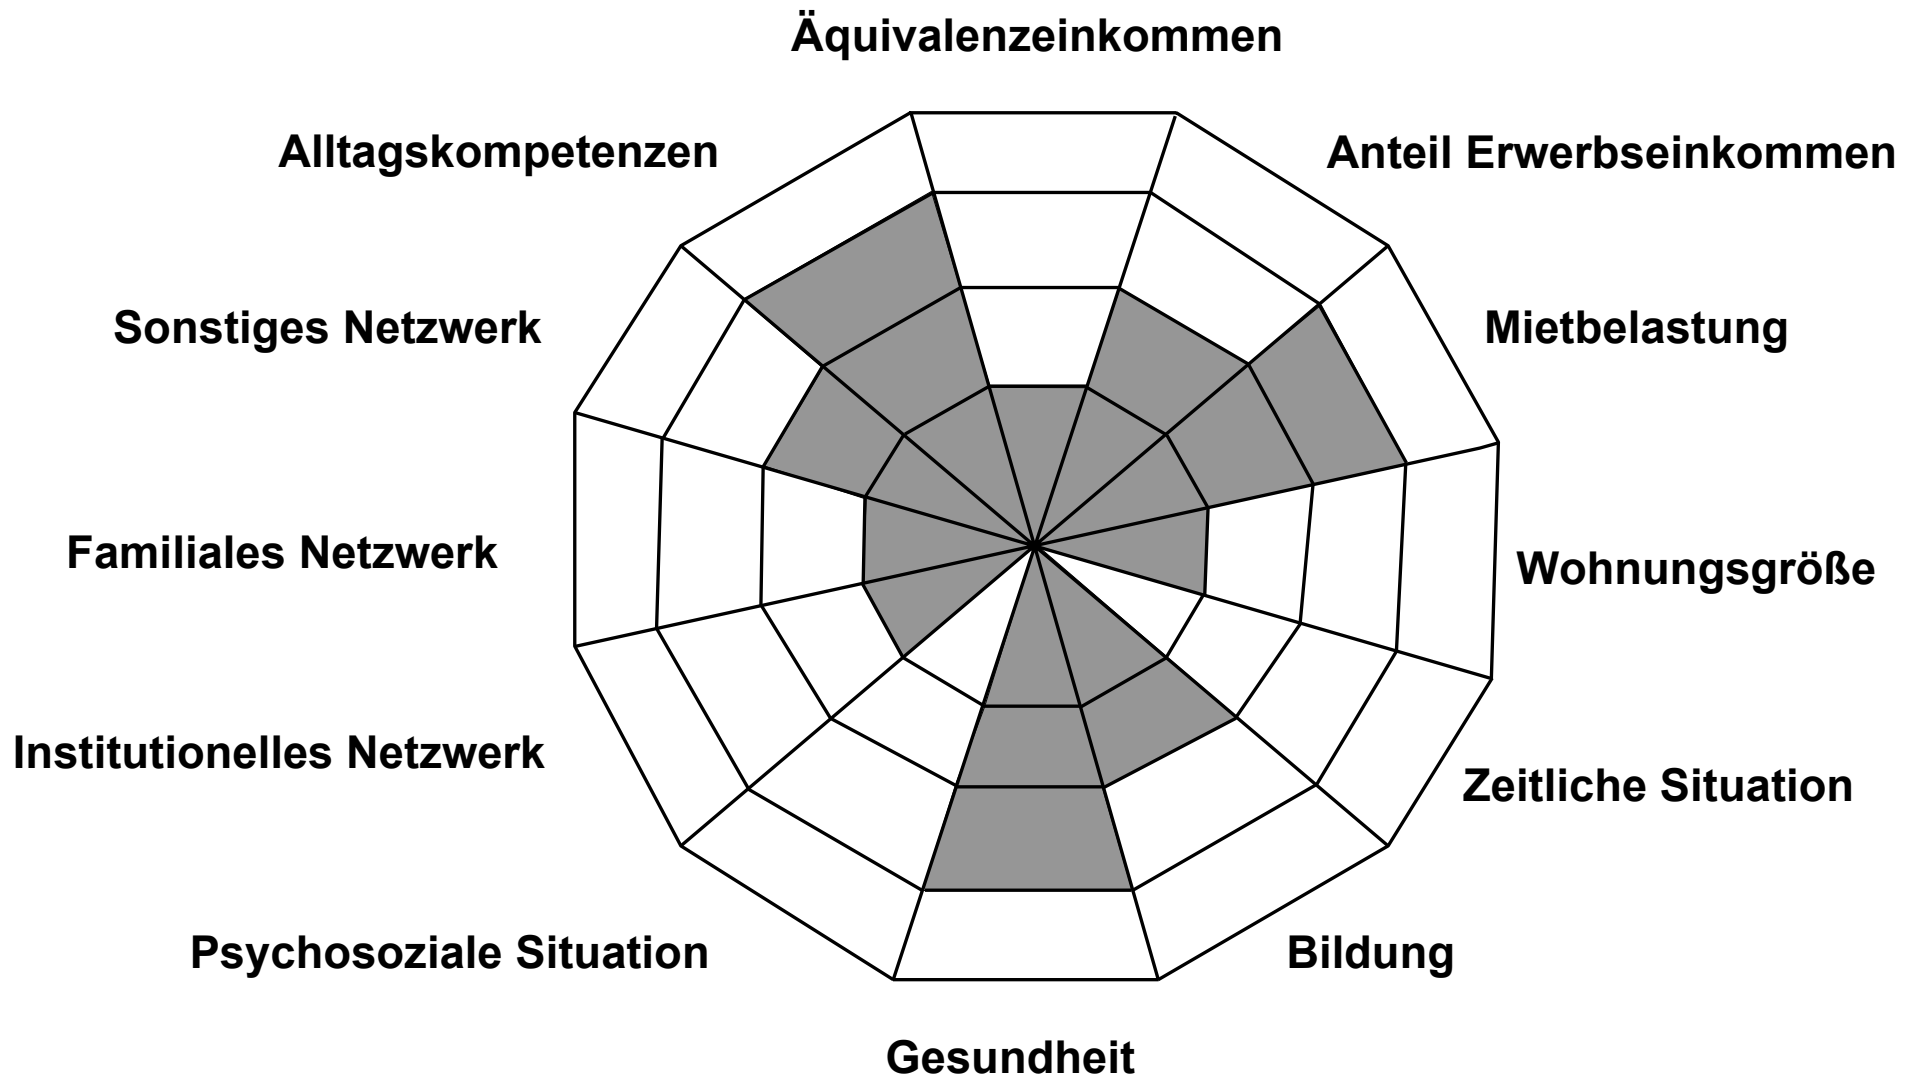 Äquivalenzeinkommen
Alltagskompetenzen
Anteil Erwerbseinkommen
Sonstiges Netzwerk
Mietbelastung
Familiales Netzwerk
Wohnungsgröße
Institutionelles Netzwerk
Zeitliche Situation
Psychosoziale Situation
Bildung
Gesundheit